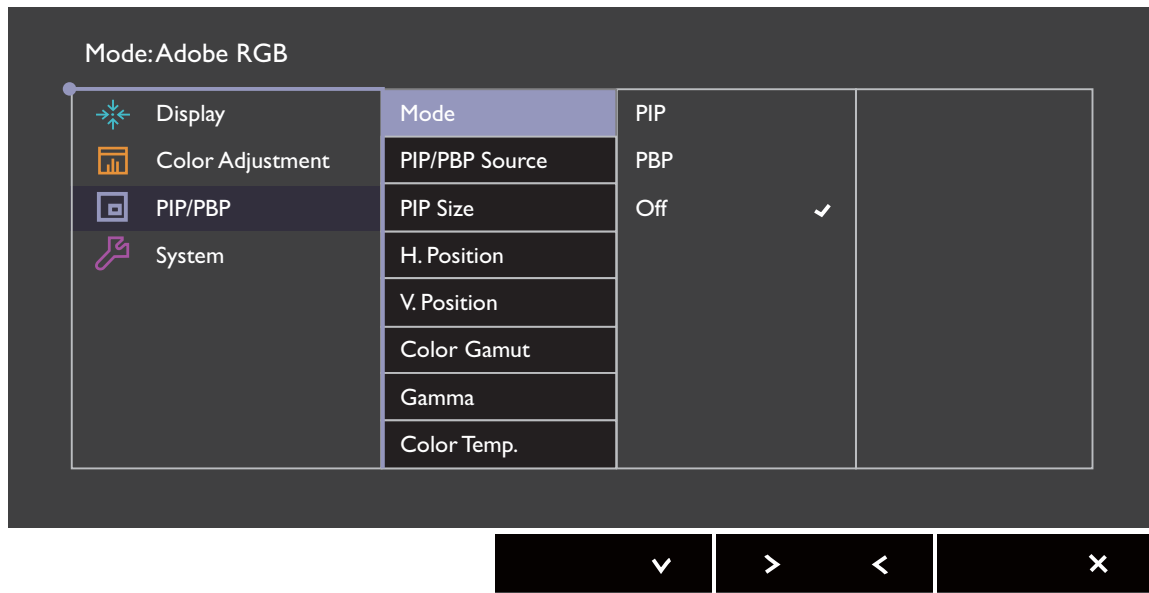 Mode: Adobe RGB
Display
Color Adjustment
PIP/PBP
System
Mode
PIP/PBP Source
PIP Size
H. Position
V. Position
Color Gamut
Gamma
Color Temp.
PIP
PBP
Off